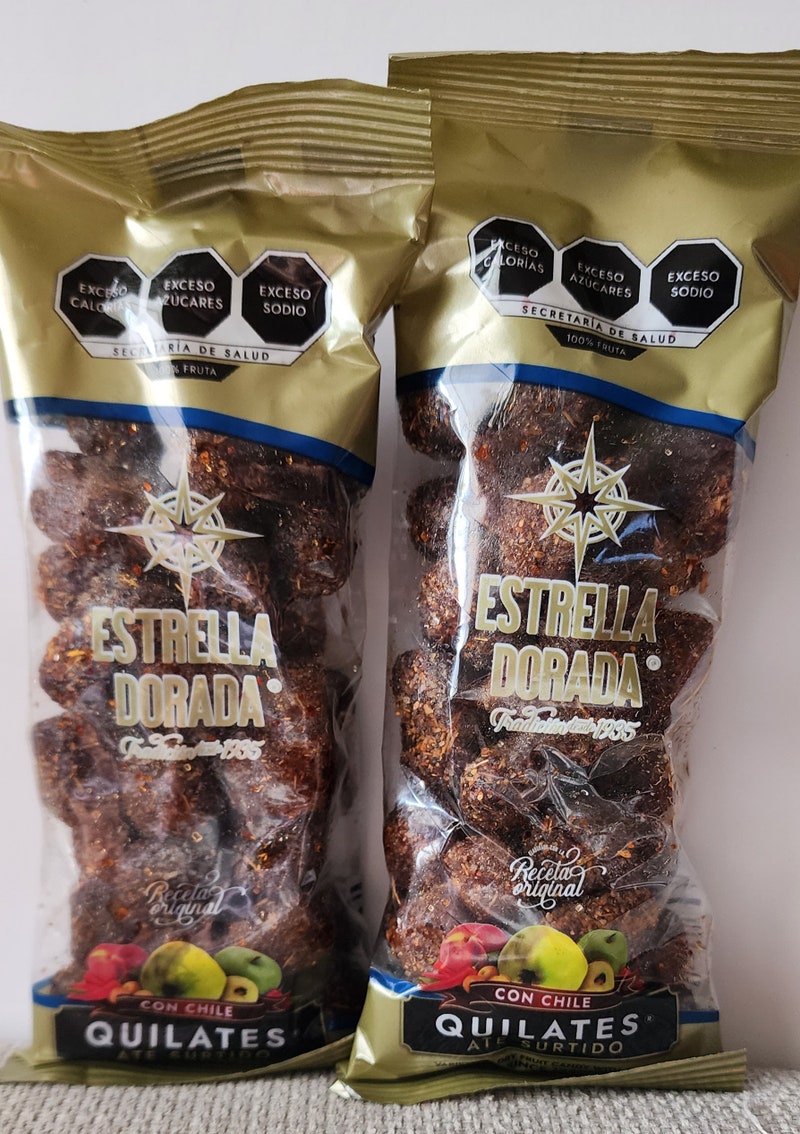 EXCESO
CALORÍAS
EXCESO
AZÚCARES
EXCESO
SODIO
SECRETARÍA DE SALUD
100% FRUTA
ESTRELLA
DORADA
Tradición desde 1935
Receta
original
CON CHILE
QUILATES
ATE SURTIDO
EXCESO
CALORÍAS
EXCESO
AZÚCARES
EXCESO
SODIO
SECRETARÍA DE SALUD
100% FRUTA
ESTRELLA
DORADA®
Tradición desde 1935
Receta
original
CON CHILE
QUILATES®
ATE SURTIDO
FRUIT CANDY